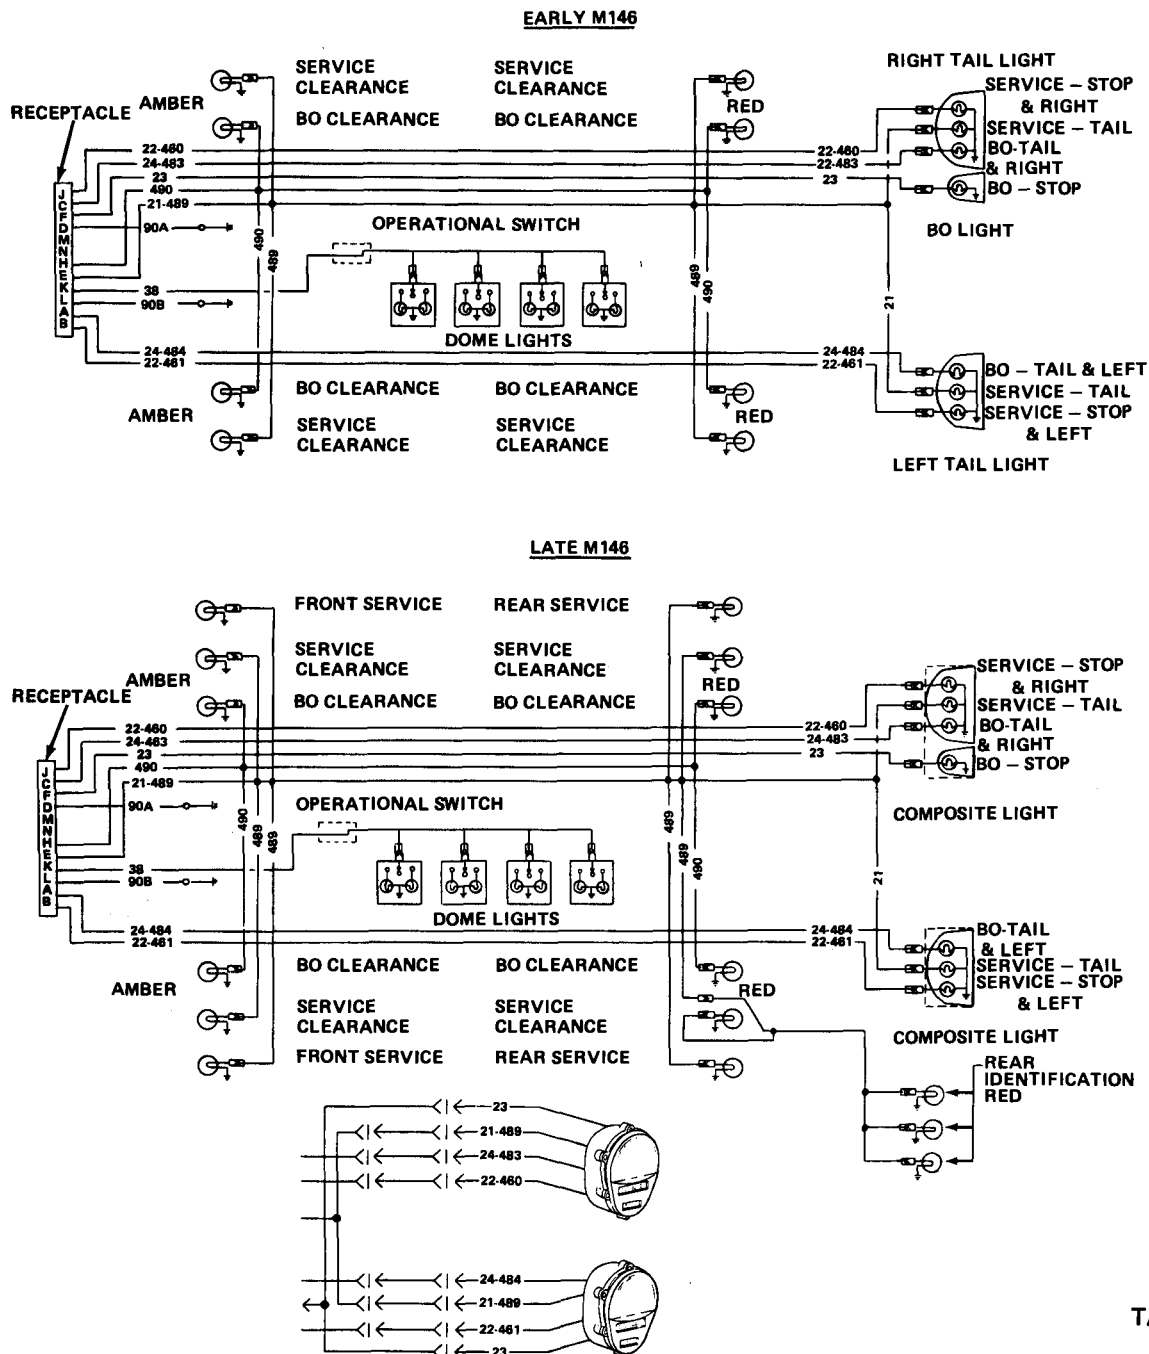 EARLY M146
RIGHT TAIL LIGHT
SERVICE
CLEARANCE
SERVICE
CLEARANCE
SERVICE – STOP
& RIGHT
AMBER
RED
RECEPTACLE
BO CLEARANCE
BO CLEARANCE
SERVICE – TAIL
BO-TAIL
& RIGHT
22-460
22-460
24-483
22-483
23
23
BO – STOP
490
21-489
J
C
F
D
M
N
H
E
K
L
A
B
90A
OPERATIONAL SWITCH
BO LIGHT
490
489
489
490
21
38
90B
DOME LIGHTS
24-484
24-484
22-461
22-461
BO – TAIL & LEFT
BO CLEARANCE
BO CLEARANCE
SERVICE – TAIL
AMBER
RED
SERVICE – STOP
& LEFT
SERVICE
CLEARANCE
SERVICE
CLEARANCE
LEFT TAIL LIGHT
LATE M146
FRONT SERVICE
REAR SERVICE
SERVICE
CLEARANCE
SERVICE
CLEARANCE
SERVICE – STOP
& RIGHT
AMBER
RED
RECEPTACLE
BO CLEARANCE
BO CLEARANCE
SERVICE – TAIL
BO-TAIL
& RIGHT
22-460
22-460
24-463
24-483
23
23
BO – STOP
490
21-489
J
C
F
D
M
N
H
E
K
L
A
B
90A
OPERATIONAL SWITCH
COMPOSITE LIGHT
490
489
489
489
489
490
21
38
90B
DOME LIGHTS
24-484
24-484
22-461
22-461
BO-TAIL
& LEFT
BO CLEARANCE
BO CLEARANCE
SERVICE – TAIL
AMBER
RED
SERVICE – STOP
& LEFT
SERVICE
CLEARANCE
SERVICE
CLEARANCE
COMPOSITE LIGHT
FRONT SERVICE
REAR SERVICE
REAR
IDENTIFICATION
RED
23
21-489
24-483
22-460
24-484
21-489
22-461
23